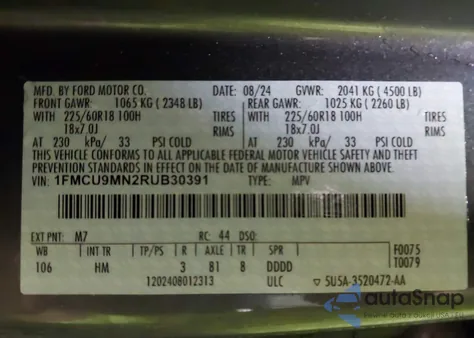 MFD. BY FORD MOTOR CO. DATE: 08/24 GVWR: 2041 KG (4500 LB)
FRONT GAWR: 1065 KG (2348 LB) REAR GAWR: 1025 KG (2260 LB)
WITH 225/60R18 100H TIRES WITH 225/60R18 100H TIRES
18x7.0J RIMS 18x7.0J RIMS
AT 230 kPa/ 33 PSI COLD AT 230 kPa/ 33 PSI COLD
THIS VEHICLE CONFORMS TO ALL APPLICABLE FEDERAL MOTOR VEHICLE SAFETY AND THEFT
PREVENTION STANDARDS IN EFFECT ON THE DATE OF MANUFACTURE SHOWN ABOVE.
VIN: 1FMCU9MN2RUB30391 TYPE: MPV
EXT PNT: M7 RC: 44 DSO:
WB INT TR TP/PS R AXLE TR SPR F0075
106 HM 3 81 8 DDDD T0079
1202408012313 ULC 5U5A-3520472-AA
autoSnap